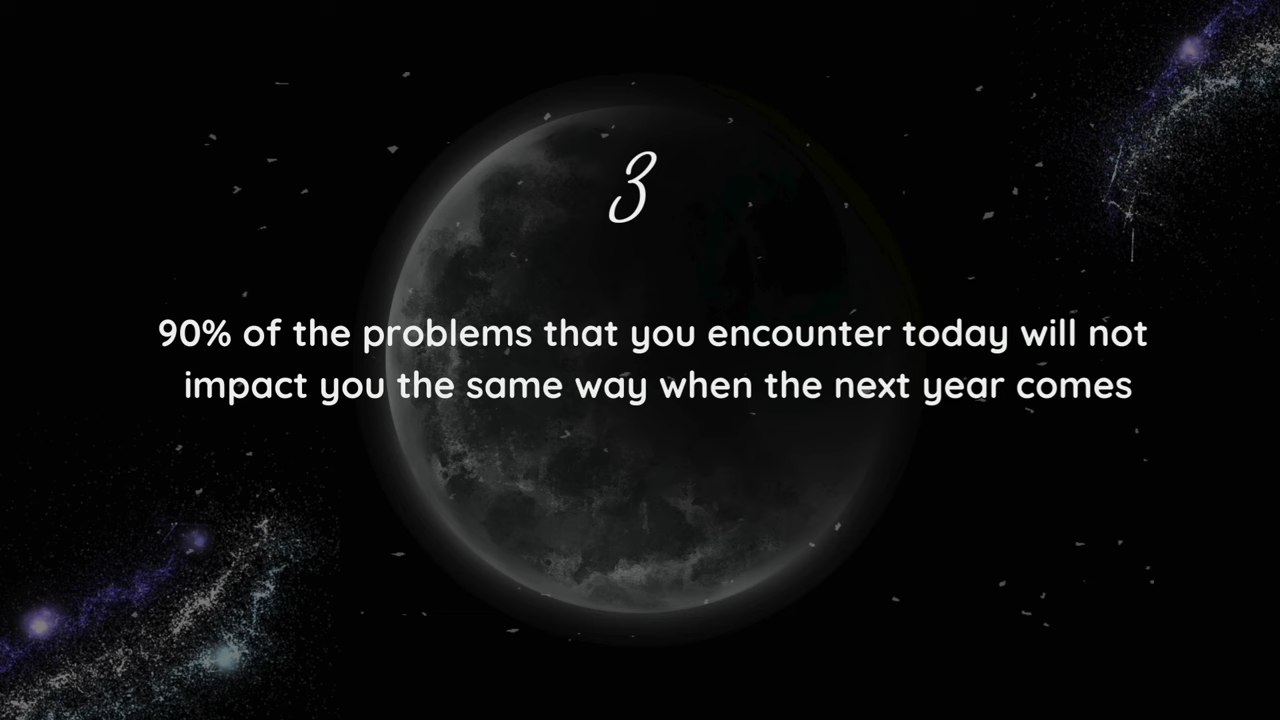 3
90% of the problems that you encounter today will not
impact you the same way when the next year comes